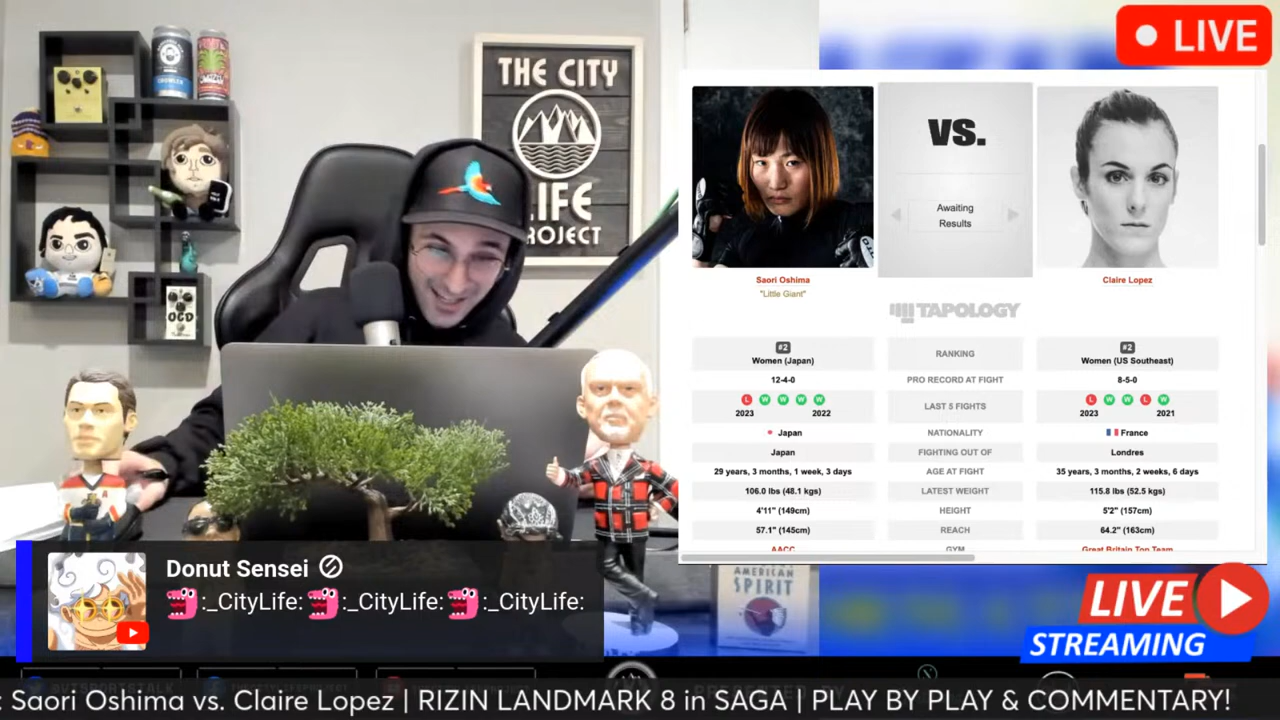 LIVE
THE CITY
LIFE
PROJECT
OCD
VS.
Awaiting
Results
Saori Oshima
"Little Giant"
Claire Lopez
TAPOLOGY
#2
Women (Japan)
RANKING
#2
Women (US Southeast)
12-4-0
PRO RECORD AT FIGHT
8-5-0
L W W W W
2023 2022
LAST 5 FIGHTS
L W W L W
2023 2021
Japan
NATIONALITY
France
Japan
FIGHTING OUT OF
Londres
29 years, 3 months, 1 week, 3 days
AGE AT FIGHT
35 years, 3 months, 2 weeks, 6 days
106.0 lbs (48.1 kgs)
LATEST WEIGHT
115.8 lbs (52.5 kgs)
4'11" (149cm)
HEIGHT
5'2" (157cm)
57.1" (145cm)
REACH
64.2" (163cm)
AACC
GYM
Great Britain Top Team
Donut Sensei
:_CityLife: :_CityLife: :_CityLife:
AMERICAN
SPIRIT
LIVE
STREAMING
: Saori Oshima vs. Claire Lopez | RIZIN LANDMARK 8 in SAGA | PLAY BY PLAY & COMMENTARY!